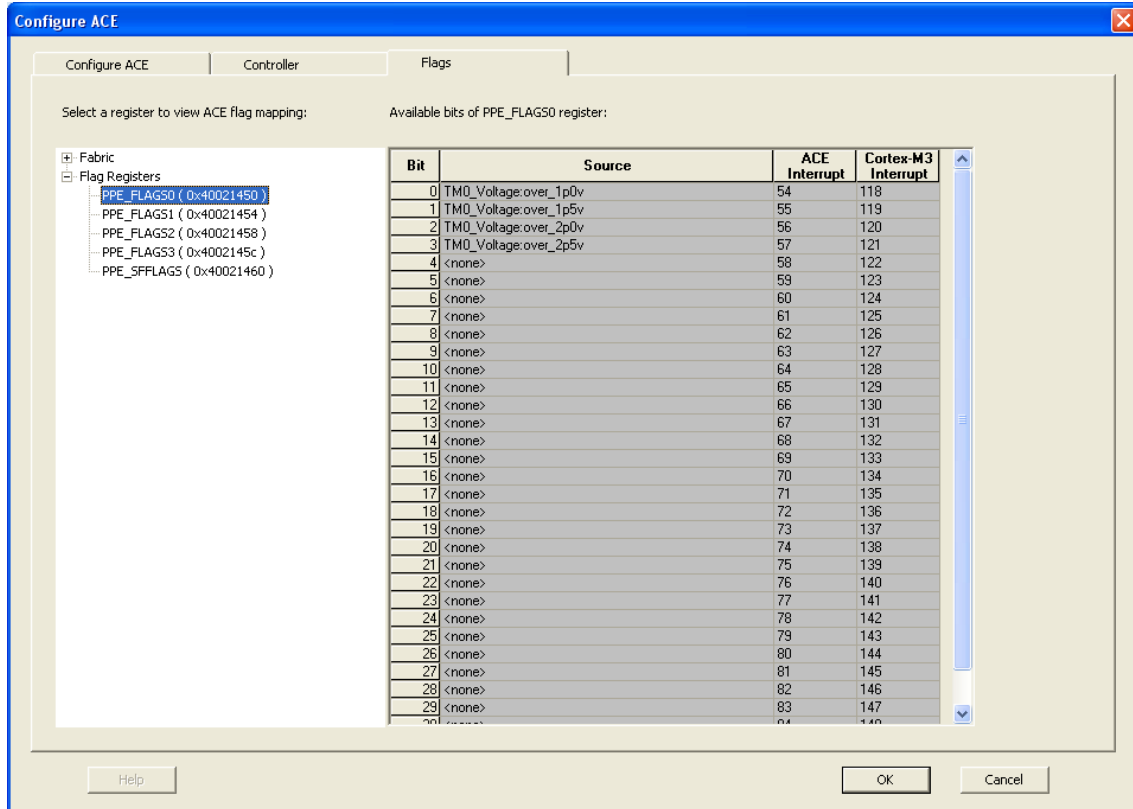 Configure ACE
Configure ACE Controller Flags
Select a register to view ACE flag mapping: Available bits of PPE_FLAGS0 register:
Fabric
Flag Registers
PPE_FLAGS0 ( 0x40021450 )
PPE_FLAGS1 ( 0x40021454 )
PPE_FLAGS2 ( 0x40021458 )
PPE_FLAGS3 ( 0x4002145c )
PPE_SFFLAGS ( 0x40021460 )
Bit Source ACE Interrupt Cortex-M3 Interrupt
0 TM0_Voltage:over_1p0v 54 118
1 TM0_Voltage:over_1p5v 55 119
2 TM0_Voltage:over_2p0v 56 120
3 TM0_Voltage:over_2p5v 57 121
4 <none> 58 122
5 <none> 59 123
6 <none> 60 124
7 <none> 61 125
8 <none> 62 126
9 <none> 63 127
10 <none> 64 128
11 <none> 65 129
12 <none> 66 130
13 <none> 67 131
14 <none> 68 132
15 <none> 69 133
16 <none> 70 134
17 <none> 71 135
18 <none> 72 136
19 <none> 73 137
20 <none> 74 138
21 <none> 75 139
22 <none> 76 140
23 <none> 77 141
24 <none> 78 142
25 <none> 79 143
26 <none> 80 144
27 <none> 81 145
28 <none> 82 146
29 <none> 83 147
Help OK Cancel